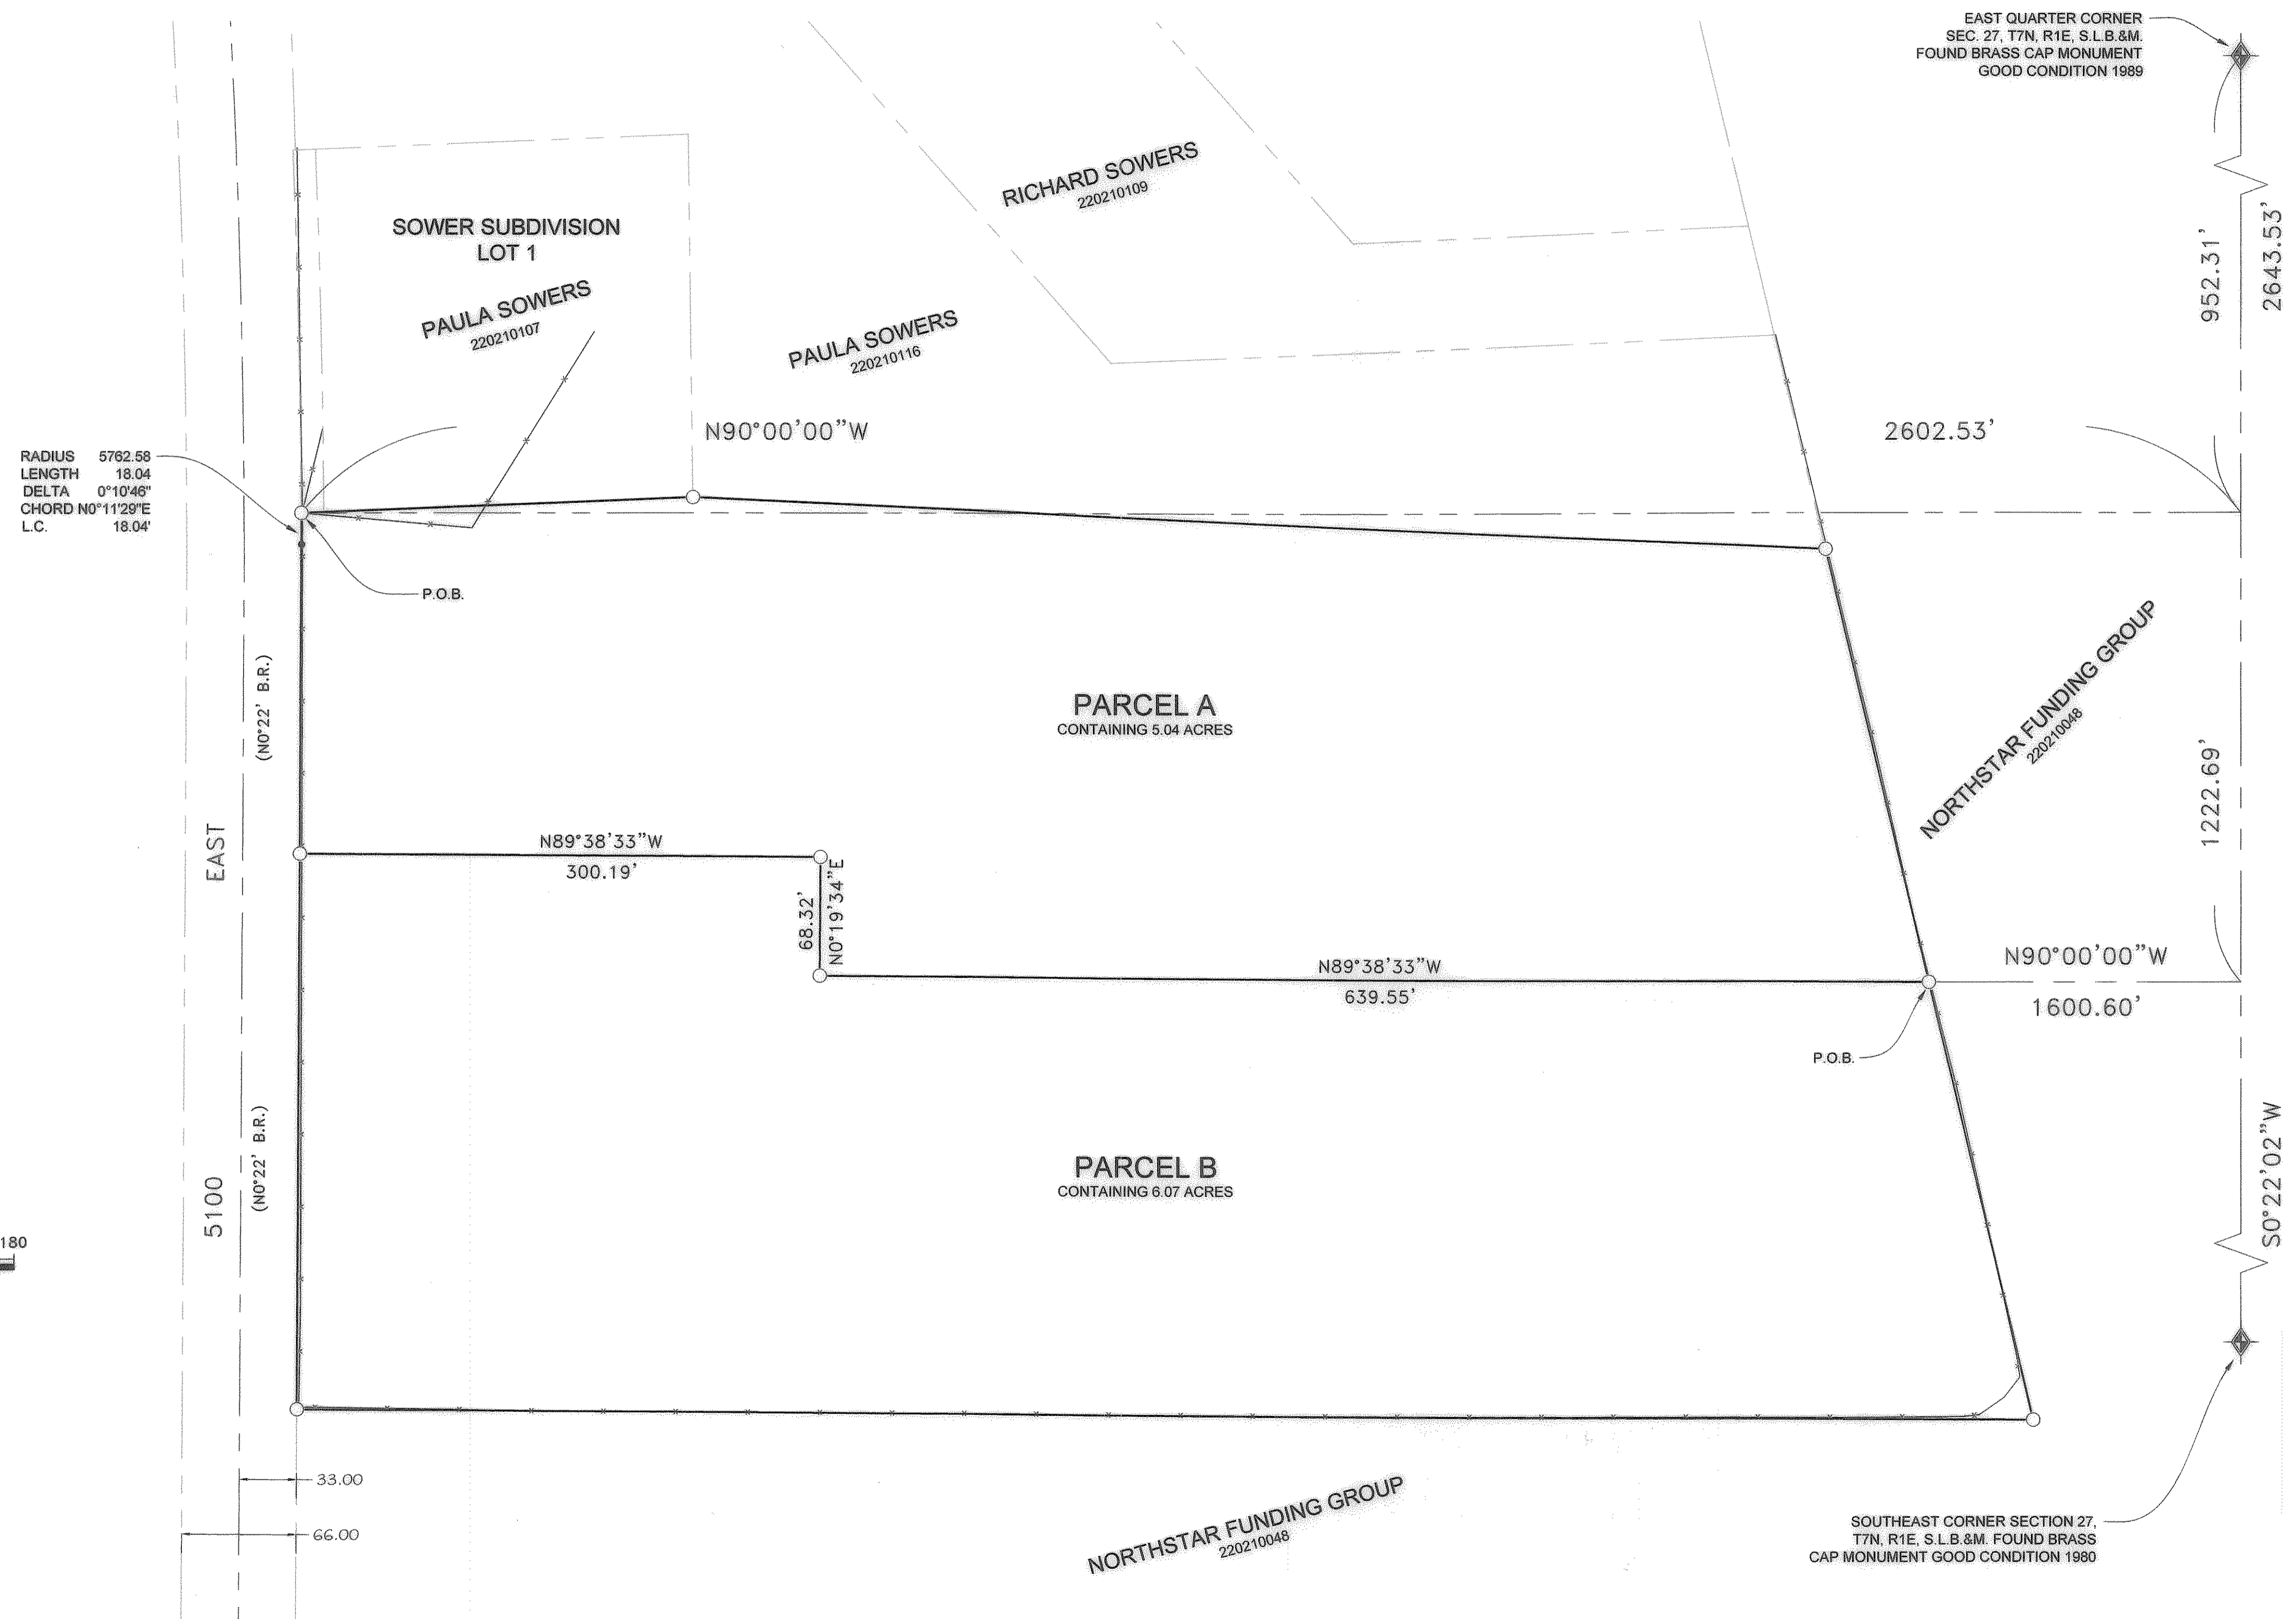 EAST QUARTER CORNER
SEC. 27, T7N, R1E, S.L.B.&M.
FOUND BRASS CAP MONUMENT
GOOD CONDITION 1989
RICHARD SOWERS
220210109
SOWER SUBDIVISION
LOT 1
PAULA SOWERS
220210107
PAULA SOWERS
220210116
952.31'
2643.53'
N90°00'00"W
2602.53'
RADIUS 5762.58
LENGTH 18.04
DELTA 0°10'46"
CHORD N0°11'29"E
L.C. 18.04'
P.O.B.
(N0°22' B.R.)
PARCEL A
CONTAINING 5.04 ACRES
NORTHSTAR FUNDING GROUP
220210048
1222.69'
EAST
N89°38'33"W
300.19'
68.32'
N0°19'34"E
N89°38'33"W
639.55'
N90°00'00"W
1600.60'
P.O.B.
(N0°22' B.R.)
5100
PARCEL B
CONTAINING 6.07 ACRES
S0°22'02"W
180
33.00
66.00
NORTHSTAR FUNDING GROUP
220210048
SOUTHEAST CORNER SECTION 27,
T7N, R1E, S.L.B.&M. FOUND BRASS
CAP MONUMENT GOOD CONDITION 1980